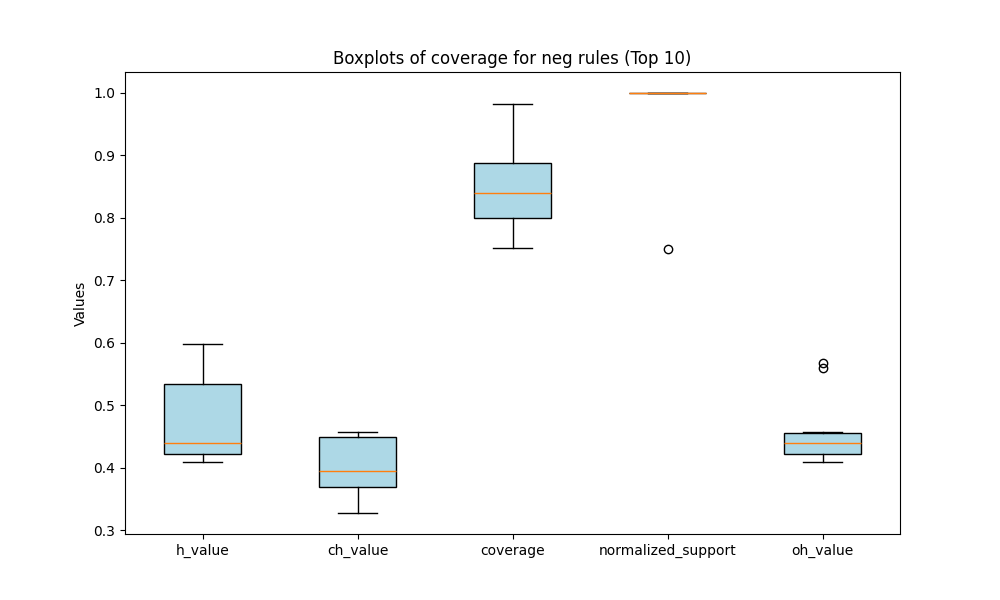 Boxplots of coverage for neg rules (Top 10)
Values
1.0
0.9
0.8
0.7
0.6
0.5
0.4
0.3
h_value ch_value coverage normalized_support oh_value